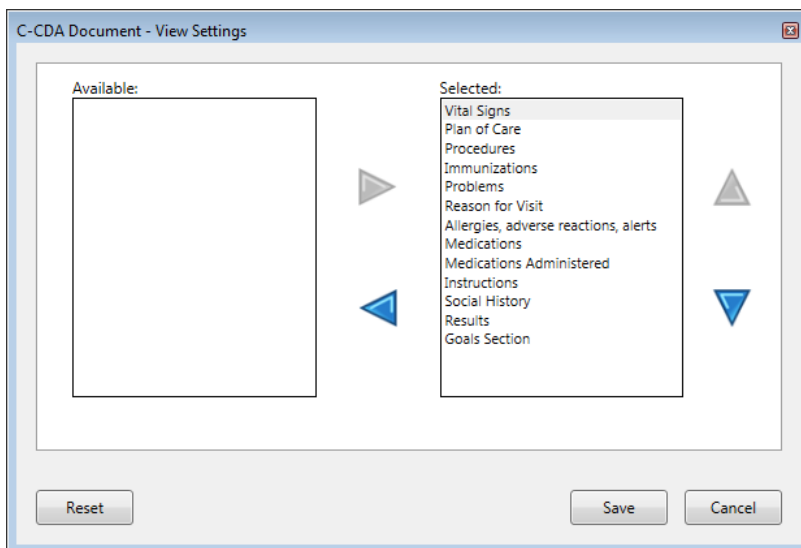 C-CDA Document - View Settings
Available:
Selected:
Vital Signs
Plan of Care
Procedures
Immunizations
Problems
Reason for Visit
Allergies, adverse reactions, alerts
Medications
Medications Administered
Instructions
Social History
Results
Goals Section
Reset
Save
Cancel